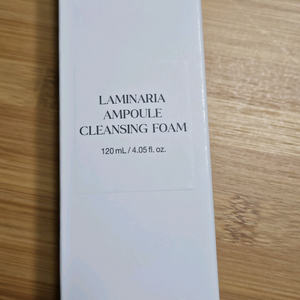 LAMINARIA
AMPOULE
CLEANSING FOAM
120 mL / 4.05 fl. oz.